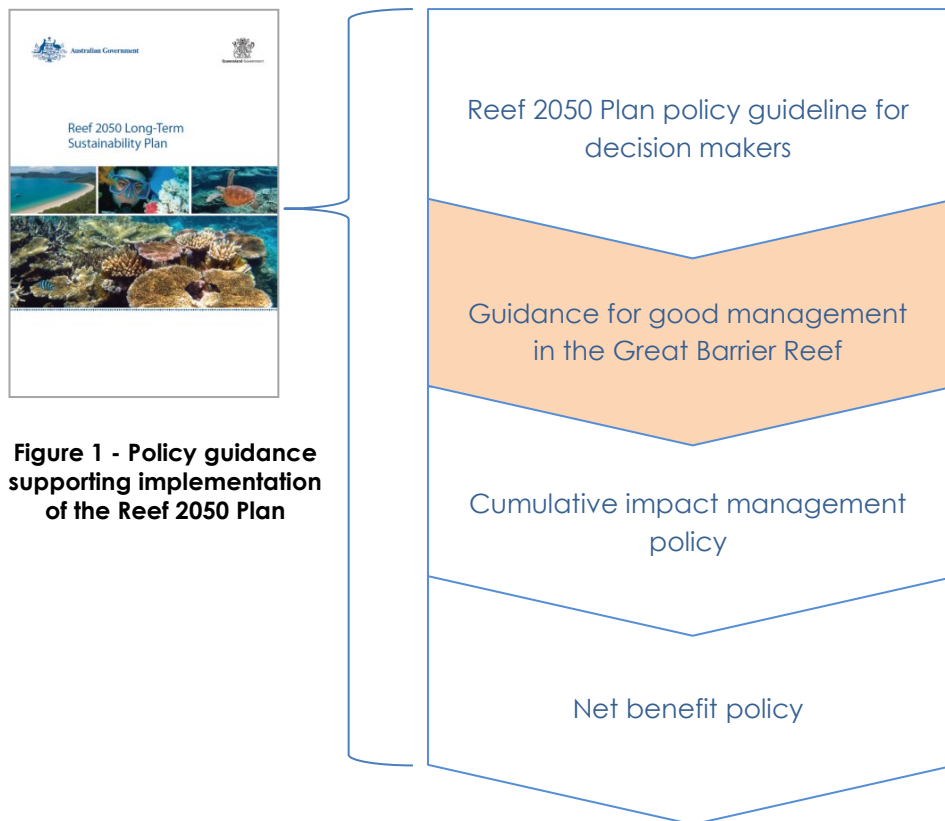 Australian Government
Queensland Government
Reef 2050 Long-Term
Sustainability Plan
Figure 1 - Policy guidance
supporting implementation
of the Reef 2050 Plan
Reef 2050 Plan policy guideline for
decision makers
Guidance for good management
in the Great Barrier Reef
Cumulative impact management
policy
Net benefit policy